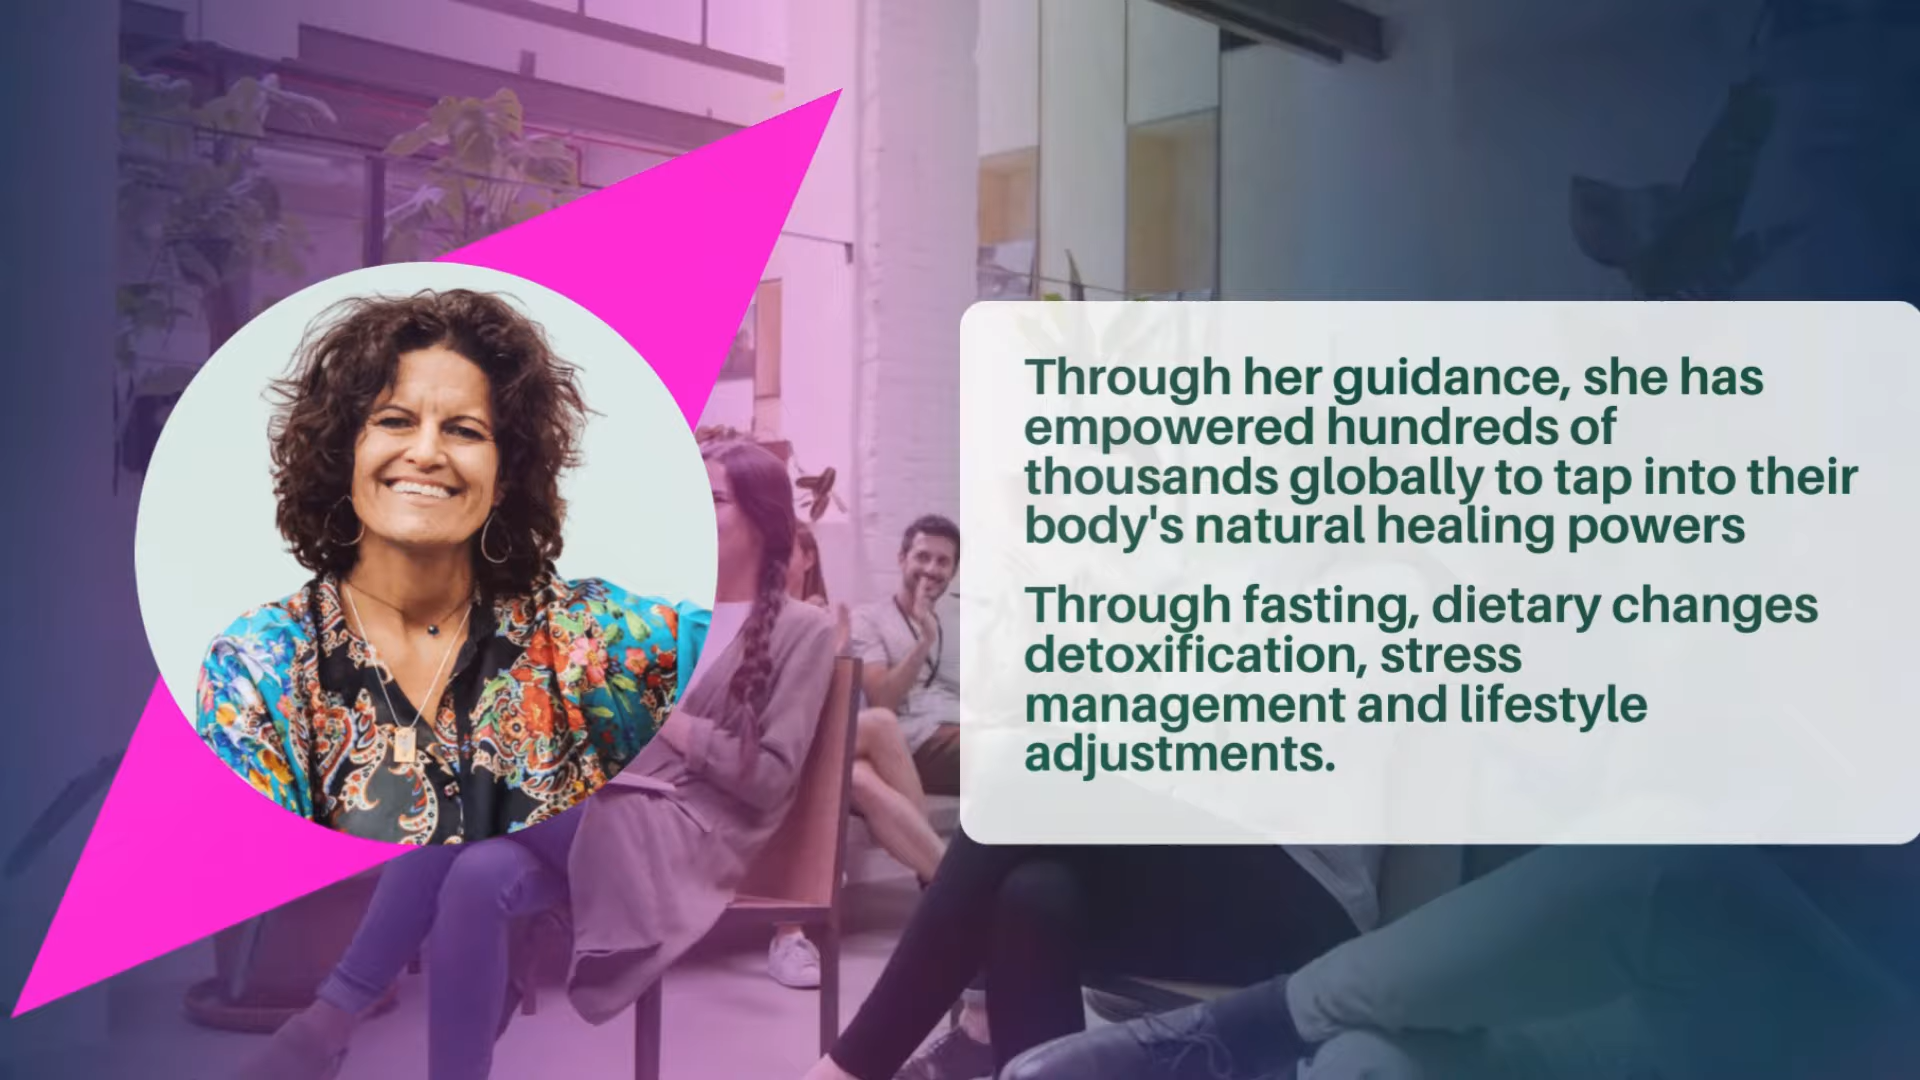 Through her guidance, she has
empowered hundreds of
thousands globally to tap into their
body's natural healing powers
Through fasting, dietary changes
detoxification, stress
management and lifestyle
adjustments.